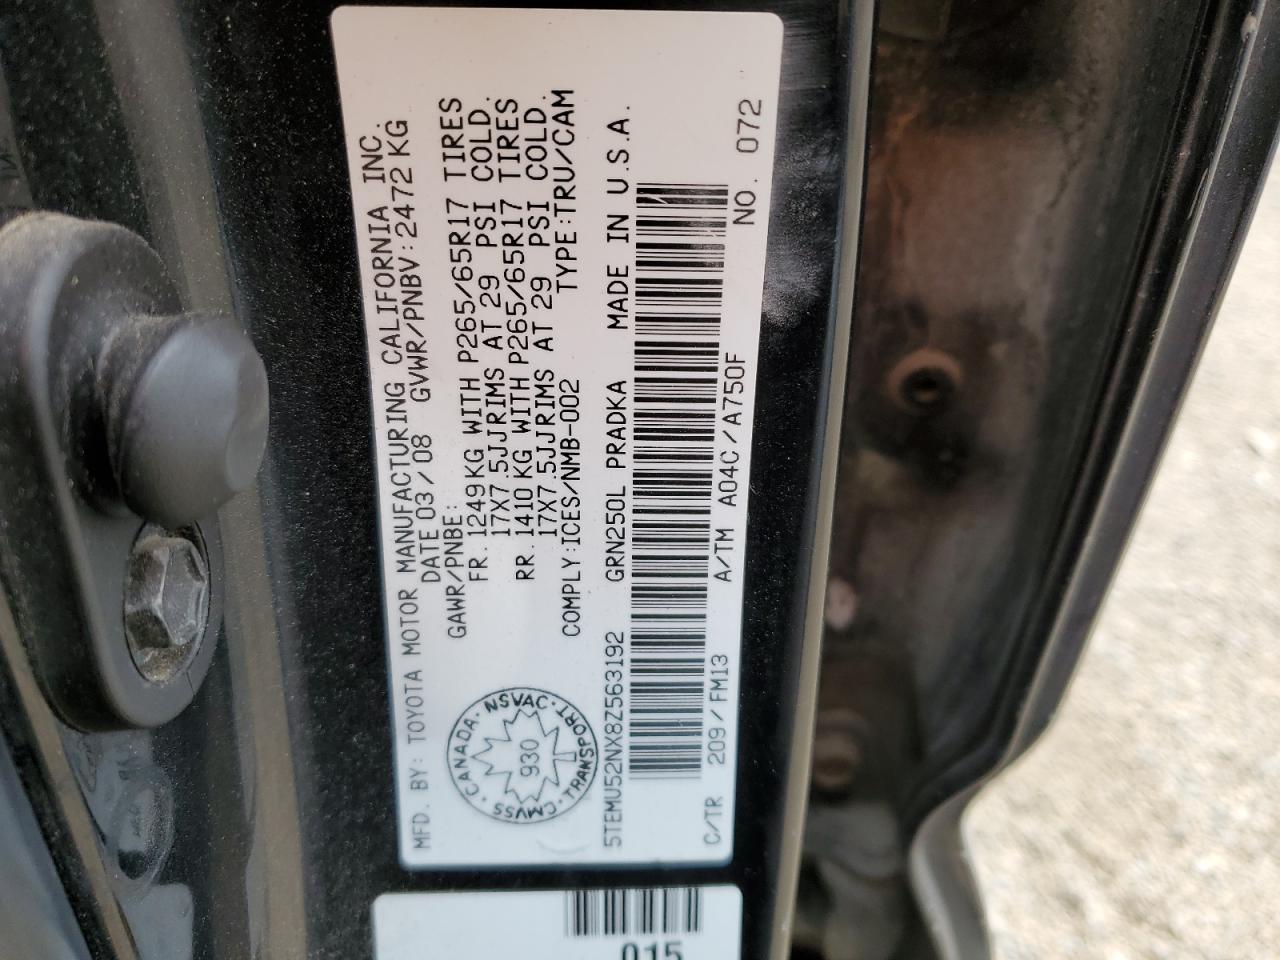 MFD. BY: TOYOTA MOTOR MANUFACTURING CALIFORNIA INC.
DATE 03/08 GVWR/PNBV:2472KG
GAWR/PNBE:
FR. 1249KG WITH P265/65R17 TIRES
17X7.5JJRIMS AT 29 PSI COLD.
RR. 1410 KG WITH P265/65R17 TIRES
17X7.5JJRIMS AT 29 PSI COLD.
COMPLY:ICES/NMB-002 TYPE:TRU/CAM
CANADA · NSVAC · TRANSPORT · CMVSS ·
930
5TEMU52NX8Z563192 GRN250L PRADKA MADE IN U.S.A.
C/TR 209/FM13 A/TM A04C/A750F NO. 072
015